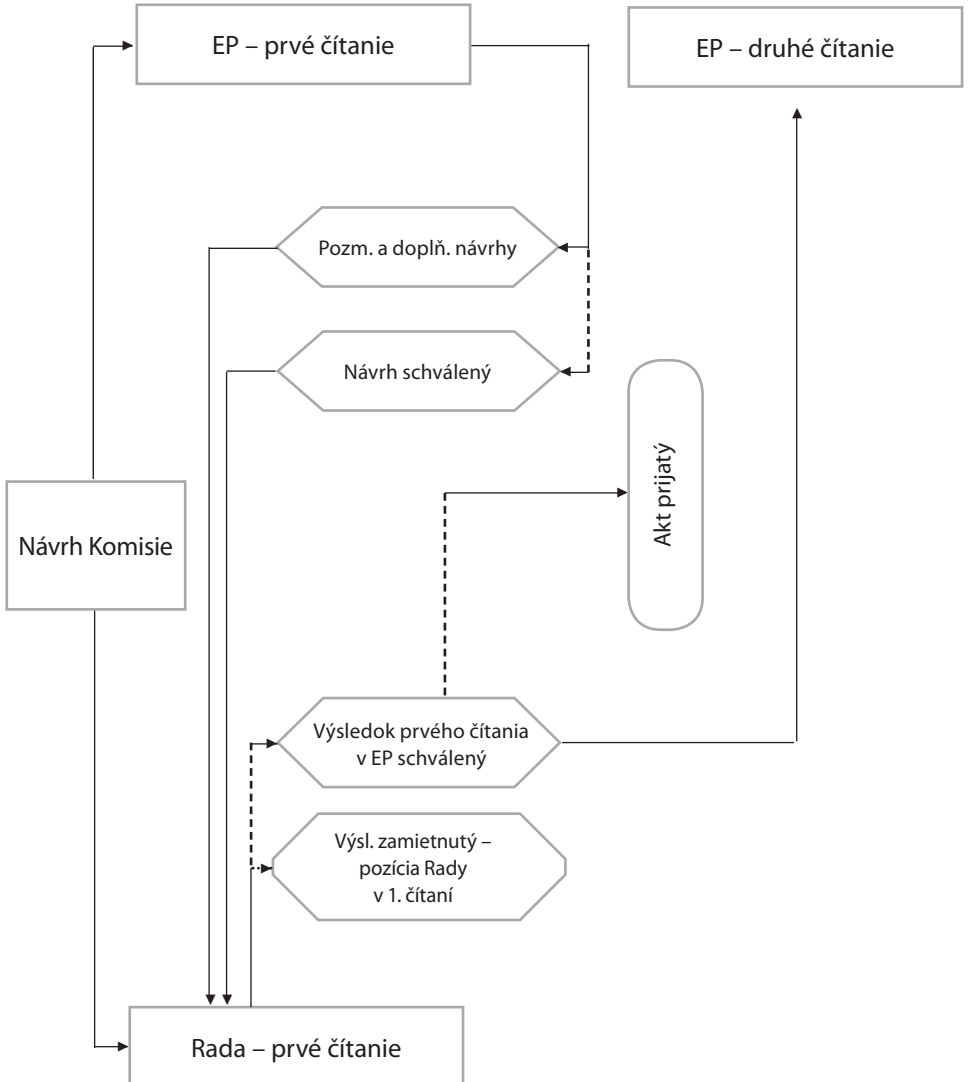 EP – prvé čítanie
EP – druhé čítanie
Pozm. a doplň. návrhy
Návrh schválený
Akt prijatý
Návrh Komisie
Výsledok prvého čítania
v EP schválený
Výsl. zamietnutý –
pozícia Rady
v 1. čítaní
Rada – prvé čítanie